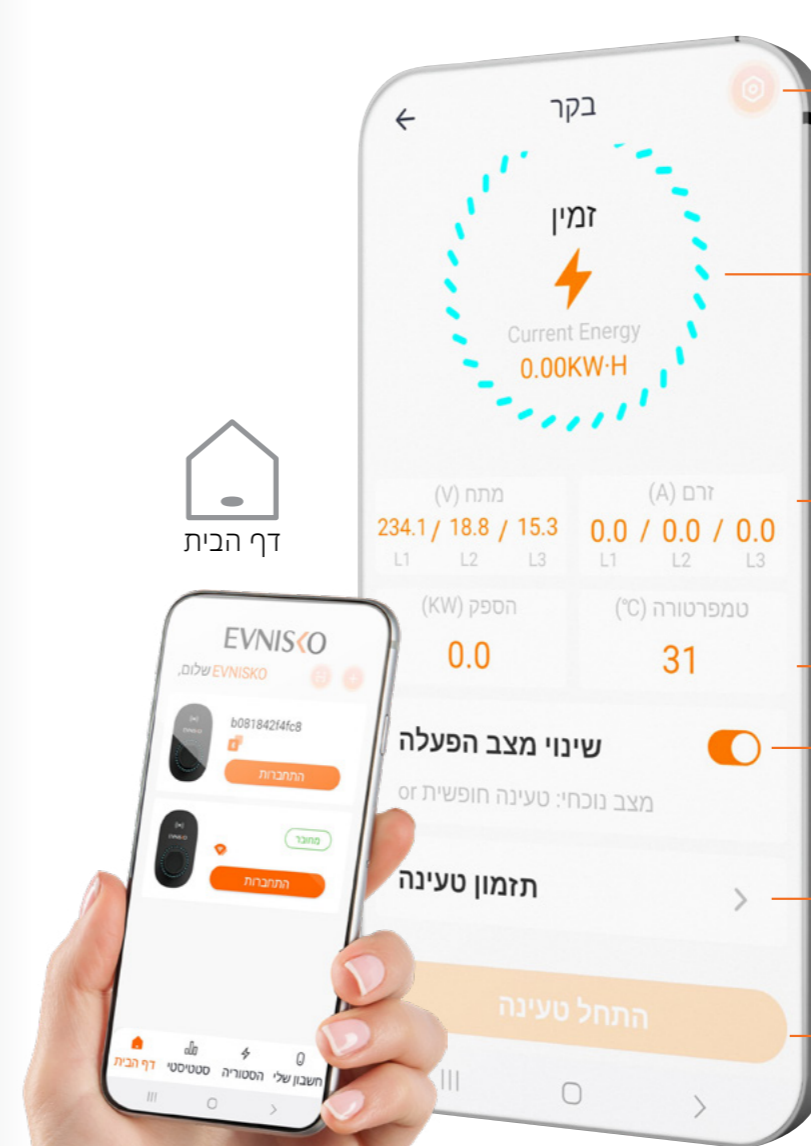 בקר
זמין
Current Energy
0.00KW·H
מתח (V)
234.1 / 18.8 / 15.3
L1 L2 L3
זרם (A)
0.0 / 0.0 / 0.0
L1 L2 L3
הספק (KW)
0.0
טמפרטורה (℃)
31
שינוי מצב הפעלה
מצב נוכחי: טעינה חופשית or
תזמון טעינה
התחל טעינה
דף הבית
EVNISKO
שלום, EVNISKO
b081842f4fc8
התחברות
מחובר
התחברות
דף הבית
סטטיסטי
הסטוריה
חשבון שלי